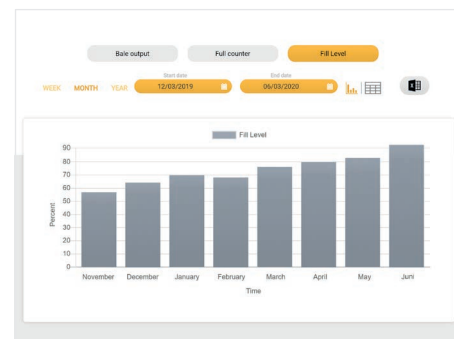 Bale output Full counter Fill Level
Start date End date
WEEK MONTH YEAR 12/03/2019 06/03/2020
Fill Level
90
80
70
60
50
40
30
20
10
0
Percent
November December January February March April May Juni
Time